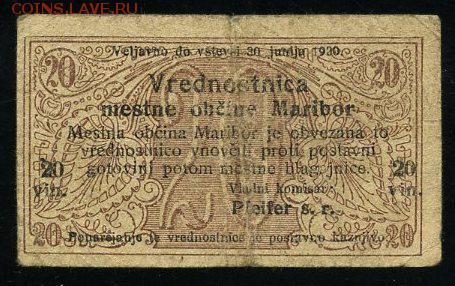 COINS.LAVE.RU
Veljavno do vstevši 30 junija 1920.
20 20
Vrednostnica
mestne občine Maribor
Mestna občina Maribor je obvezana to
vrednostnico vnovčiti proti postavni
gotovini potom mestne blagajnice.
20 vin. 20 vin.
Vladni komisar:
Pfeifer s. r.
20 20
Ponarejanje te vrednostnice je postavno kaznjivo.